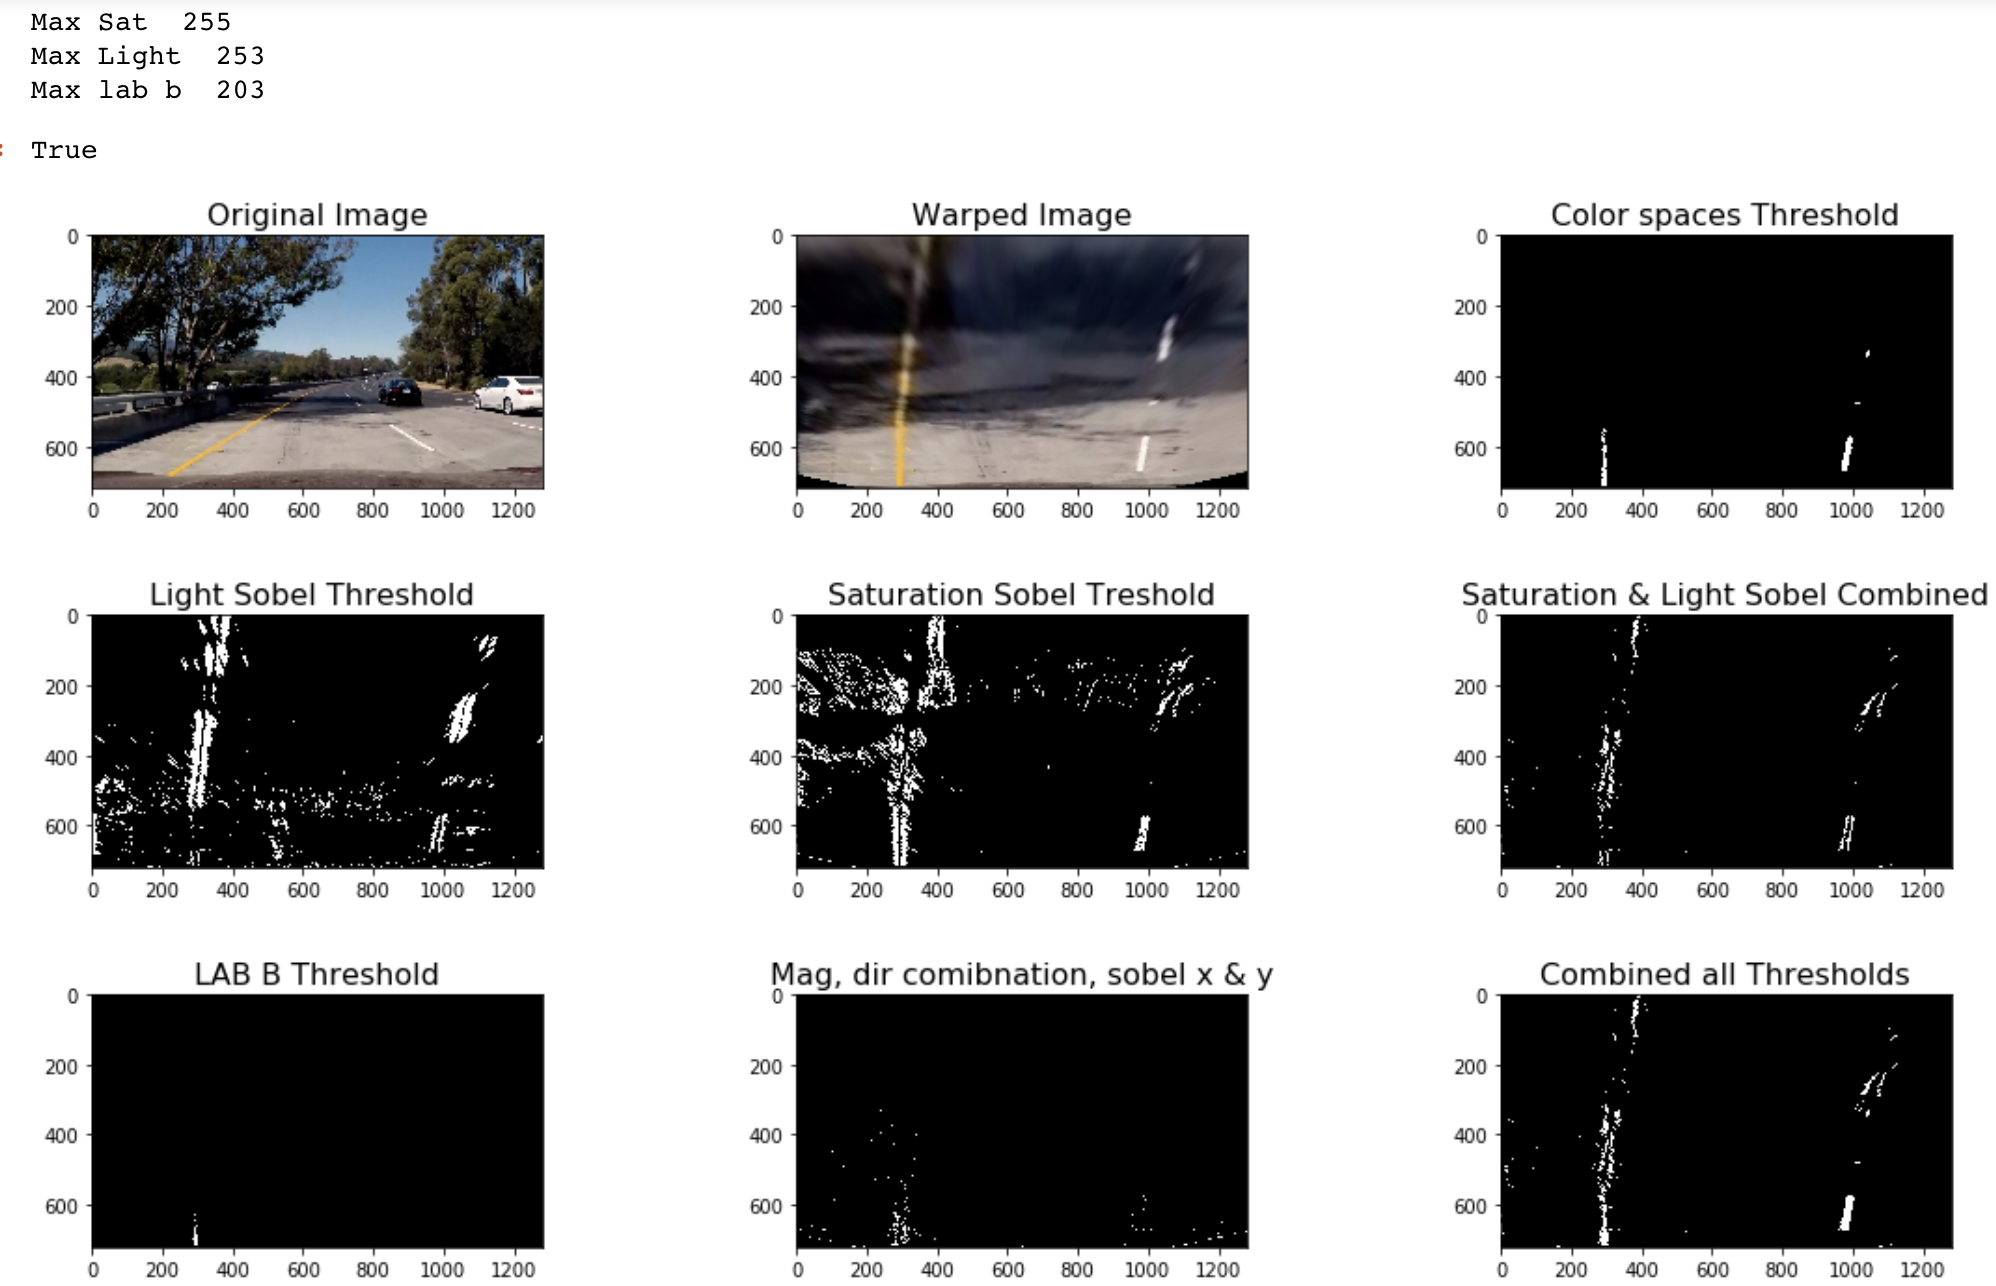 Max Sat  255
Max Light  253
Max lab b  203
: True
Original Image
0
200
400
600
0 200 400 600 800 1000 1200
Warped Image
0
200
400
600
0 200 400 600 800 1000 1200
Color spaces Threshold
0
200
400
600
0 200 400 600 800 1000 1200
Light Sobel Threshold
0
200
400
600
0 200 400 600 800 1000 1200
Saturation Sobel Treshold
0
200
400
600
0 200 400 600 800 1000 1200
Saturation & Light Sobel Combined
0
200
400
600
0 200 400 600 800 1000 1200
LAB B Threshold
0
200
400
600
0 200 400 600 800 1000 1200
Mag, dir comibnation, sobel x & y
0
200
400
600
0 200 400 600 800 1000 1200
Combined all Thresholds
0
200
400
600
0 200 400 600 800 1000 1200